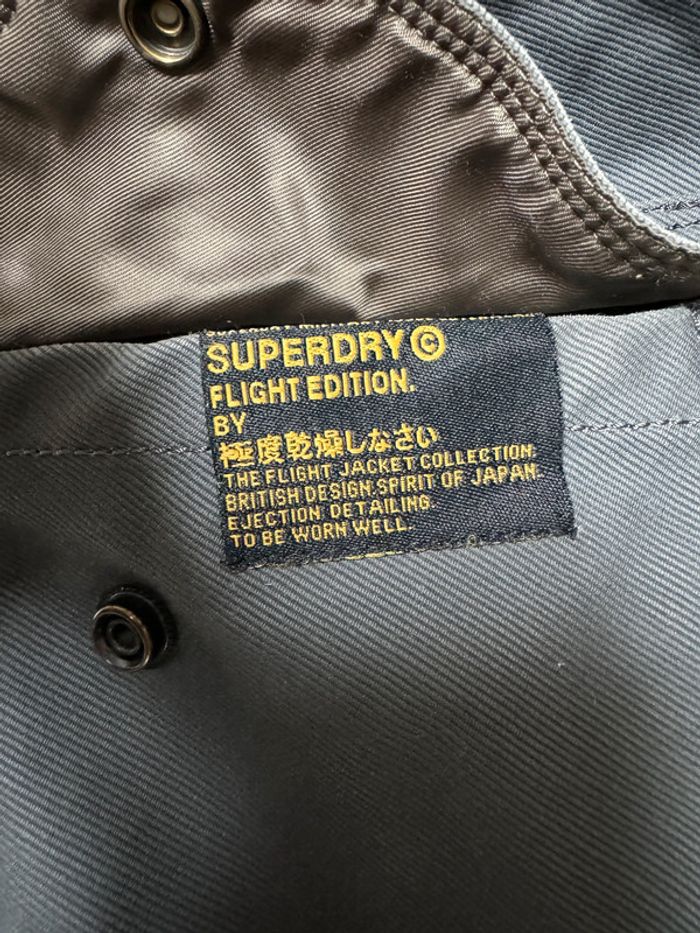 SUPERDRY©
FLIGHT EDITION.
BY
極度乾燥しなさい
THE FLIGHT JACKET COLLECTION.
BRITISH DESIGN.SPIRIT OF JAPAN.
EJECTION DETAILING.
TO BE WORN WELL.